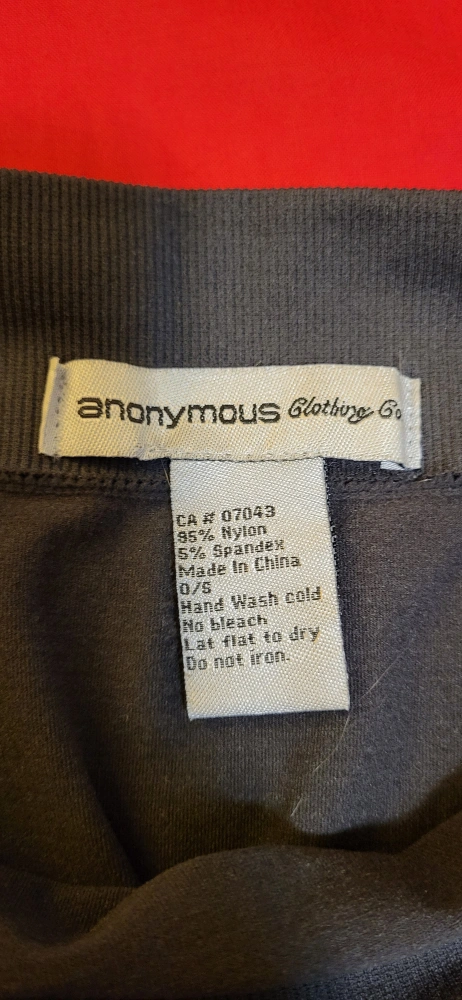 anonymous Clothing Co
CA # 07043
95% Nylon
5% Spandex
Made In China
O/S
Hand Wash cold
No bleach
Lat flat to dry
Do not iron.